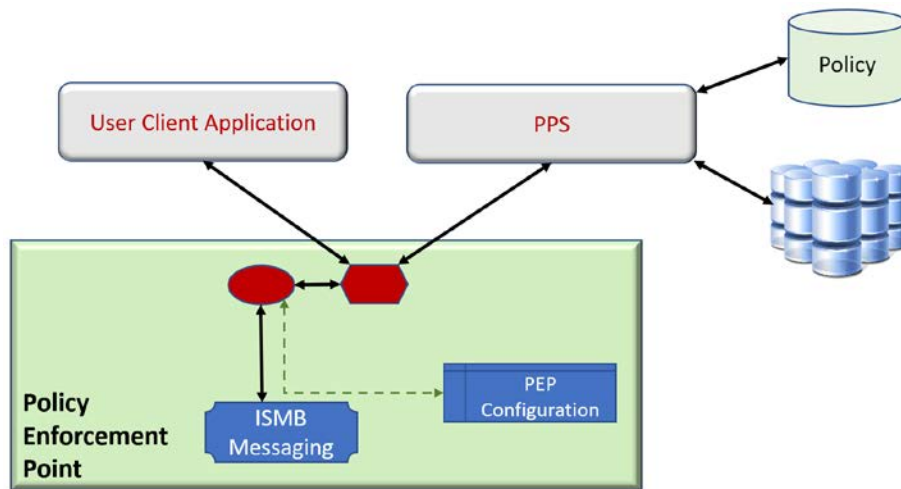 Policy
User Client Application
PPS
PEP
Configuration
Policy
Enforcement
Point
ISMB
Messaging